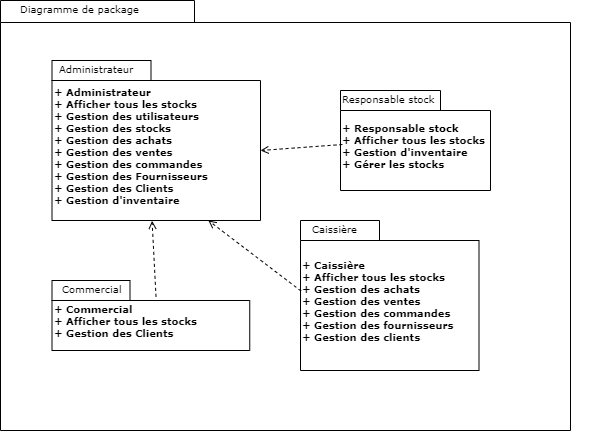 Diagramme de package
Administrateur
+ Administrateur
+ Afficher tous les stocks
+ Gestion des utilisateurs
+ Gestion des stocks
+ Gestion des achats
+ Gestion des ventes
+ Gestion des commandes
+ Gestion des Fournisseurs
+ Gestion des Clients
+ Gestion d'inventaire
Responsable stock
+ Responsable stock
+ Afficher tous les stocks
+ Gestion d'inventaire
+ Gérer les stocks
Commercial
+ Commercial
+ Afficher tous les stocks
+ Gestion des Clients
Caissière
+ Caissière
+ Afficher tous les stocks
+ Gestion des achats
+ Gestion des ventes
+ Gestion des commandes
+ Gestion des fournisseurs
+ Gestion des clients